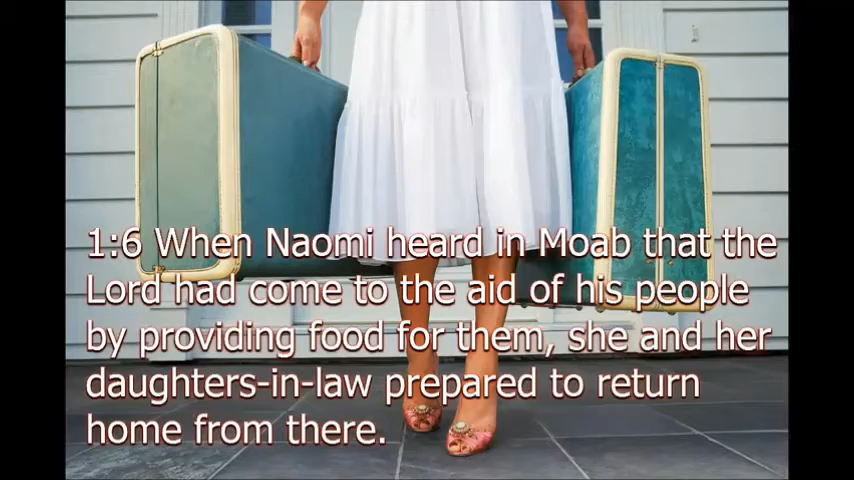 1:6 When Naomi heard in Moab that the
Lord had come to the aid of his people
by providing food for them, she and her
daughters-in-law prepared to return
home from there.